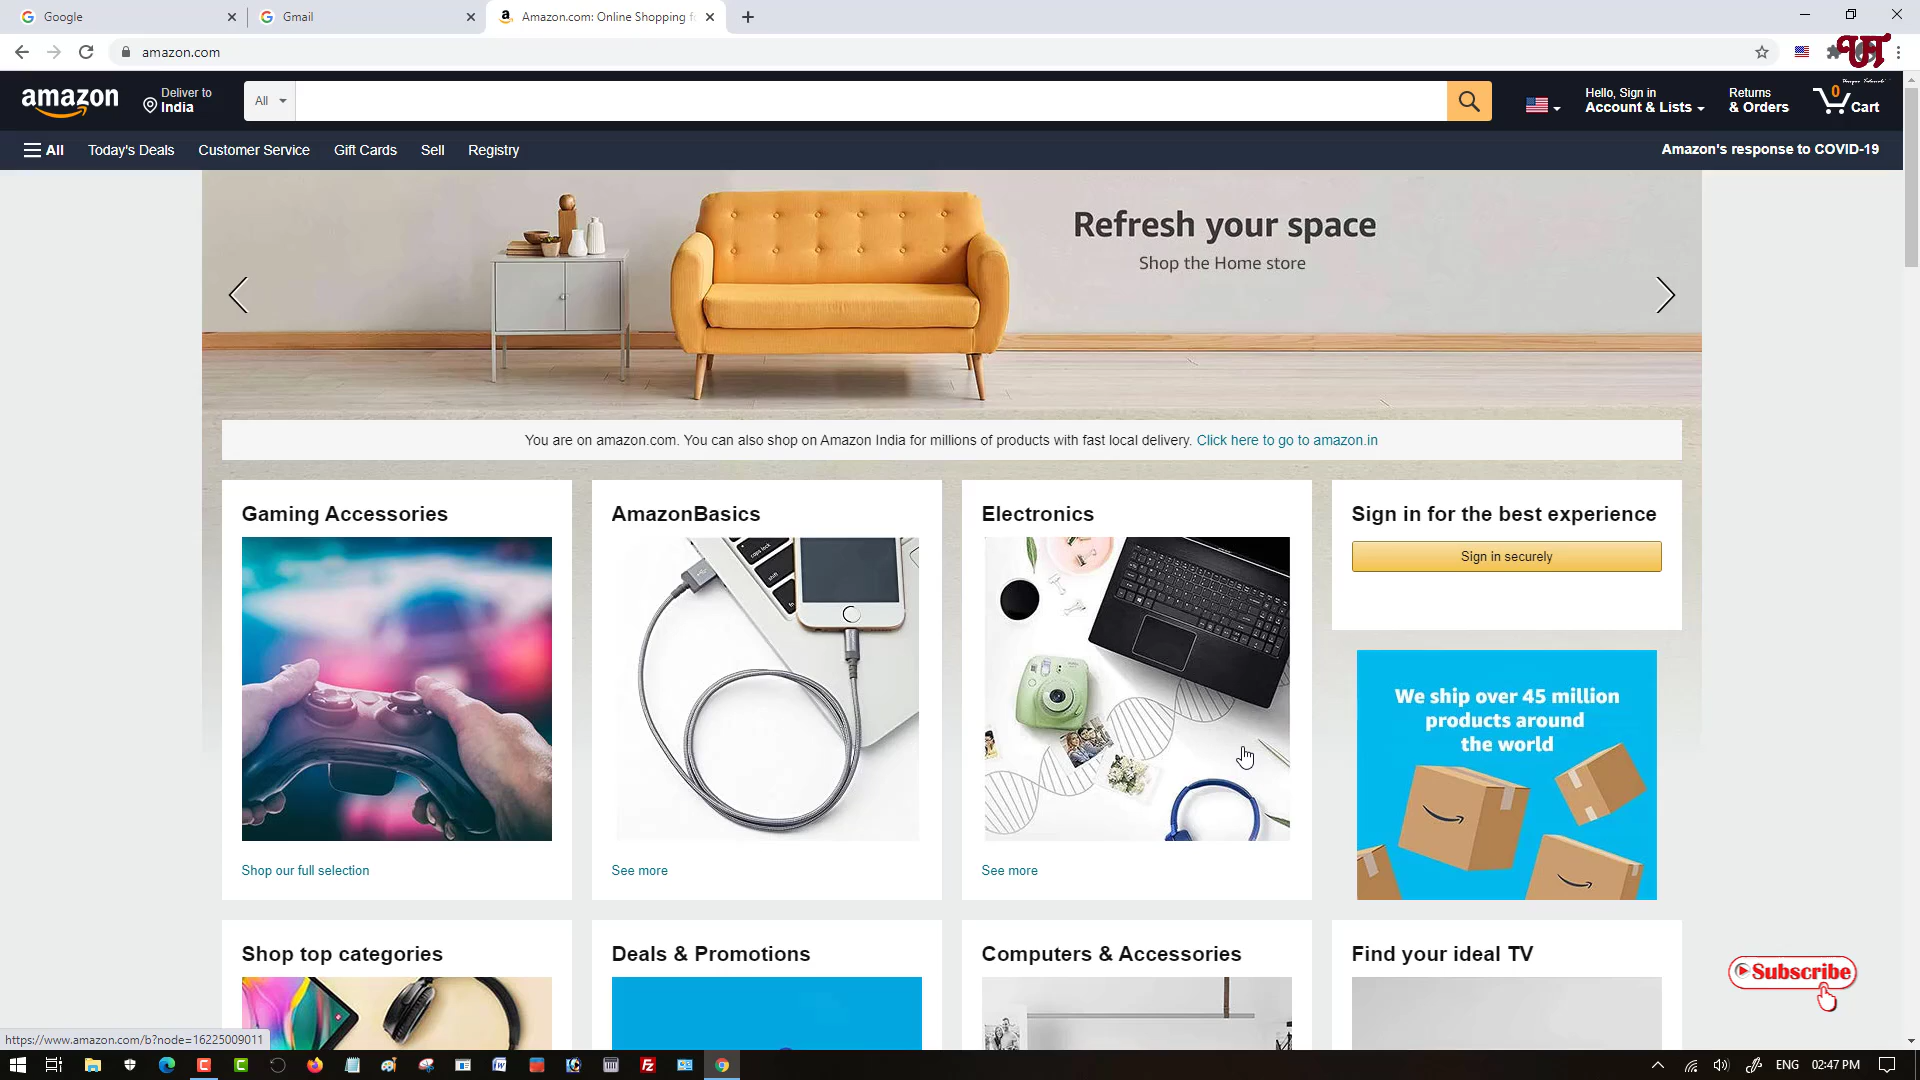 Google
Gmail
Amazon.com: Online Shopping f
amazon.com
amazon
Deliver to
India
All
Hello, Sign in
Account & Lists
Returns
& Orders
0
Cart
All
Today's Deals
Customer Service
Gift Cards
Sell
Registry
Amazon's response to COVID-19
Refresh your space
Shop the Home store
You are on amazon.com. You can also shop on Amazon India for millions of products with fast local delivery. Click here to go to amazon.in
Gaming Accessories
AmazonBasics
Electronics
Sign in for the best experience
Sign in securely
caps lock
shift
fn
We ship over 45 million
products around
the world
Shop our full selection
See more
See more
Shop top categories
Deals & Promotions
Computers & Accessories
Find your ideal TV
Subscribe
https://www.amazon.com/b?node=16225009011
ENG
02:47 PM